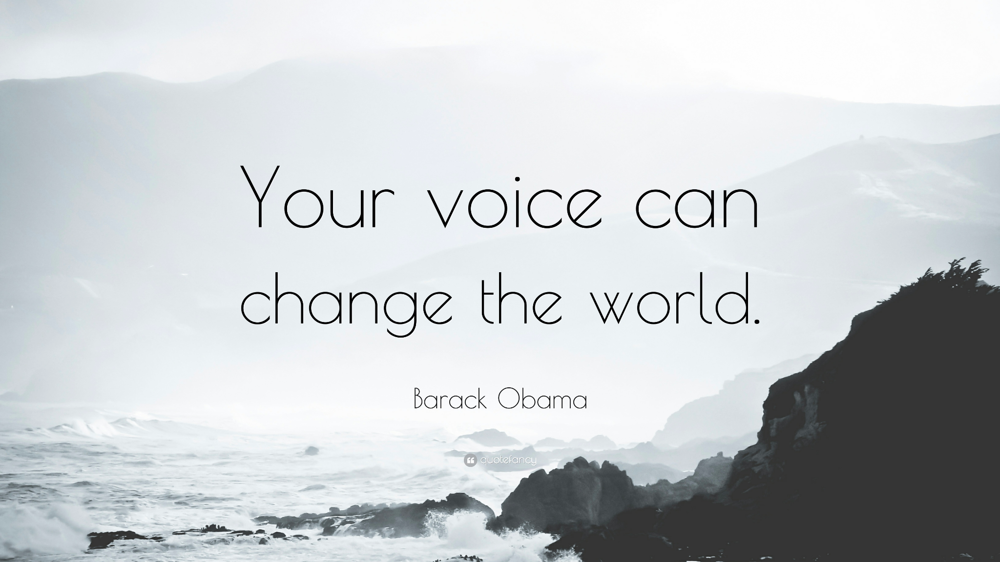 Your voice can
change the world.
Barack Obama
quotefancy